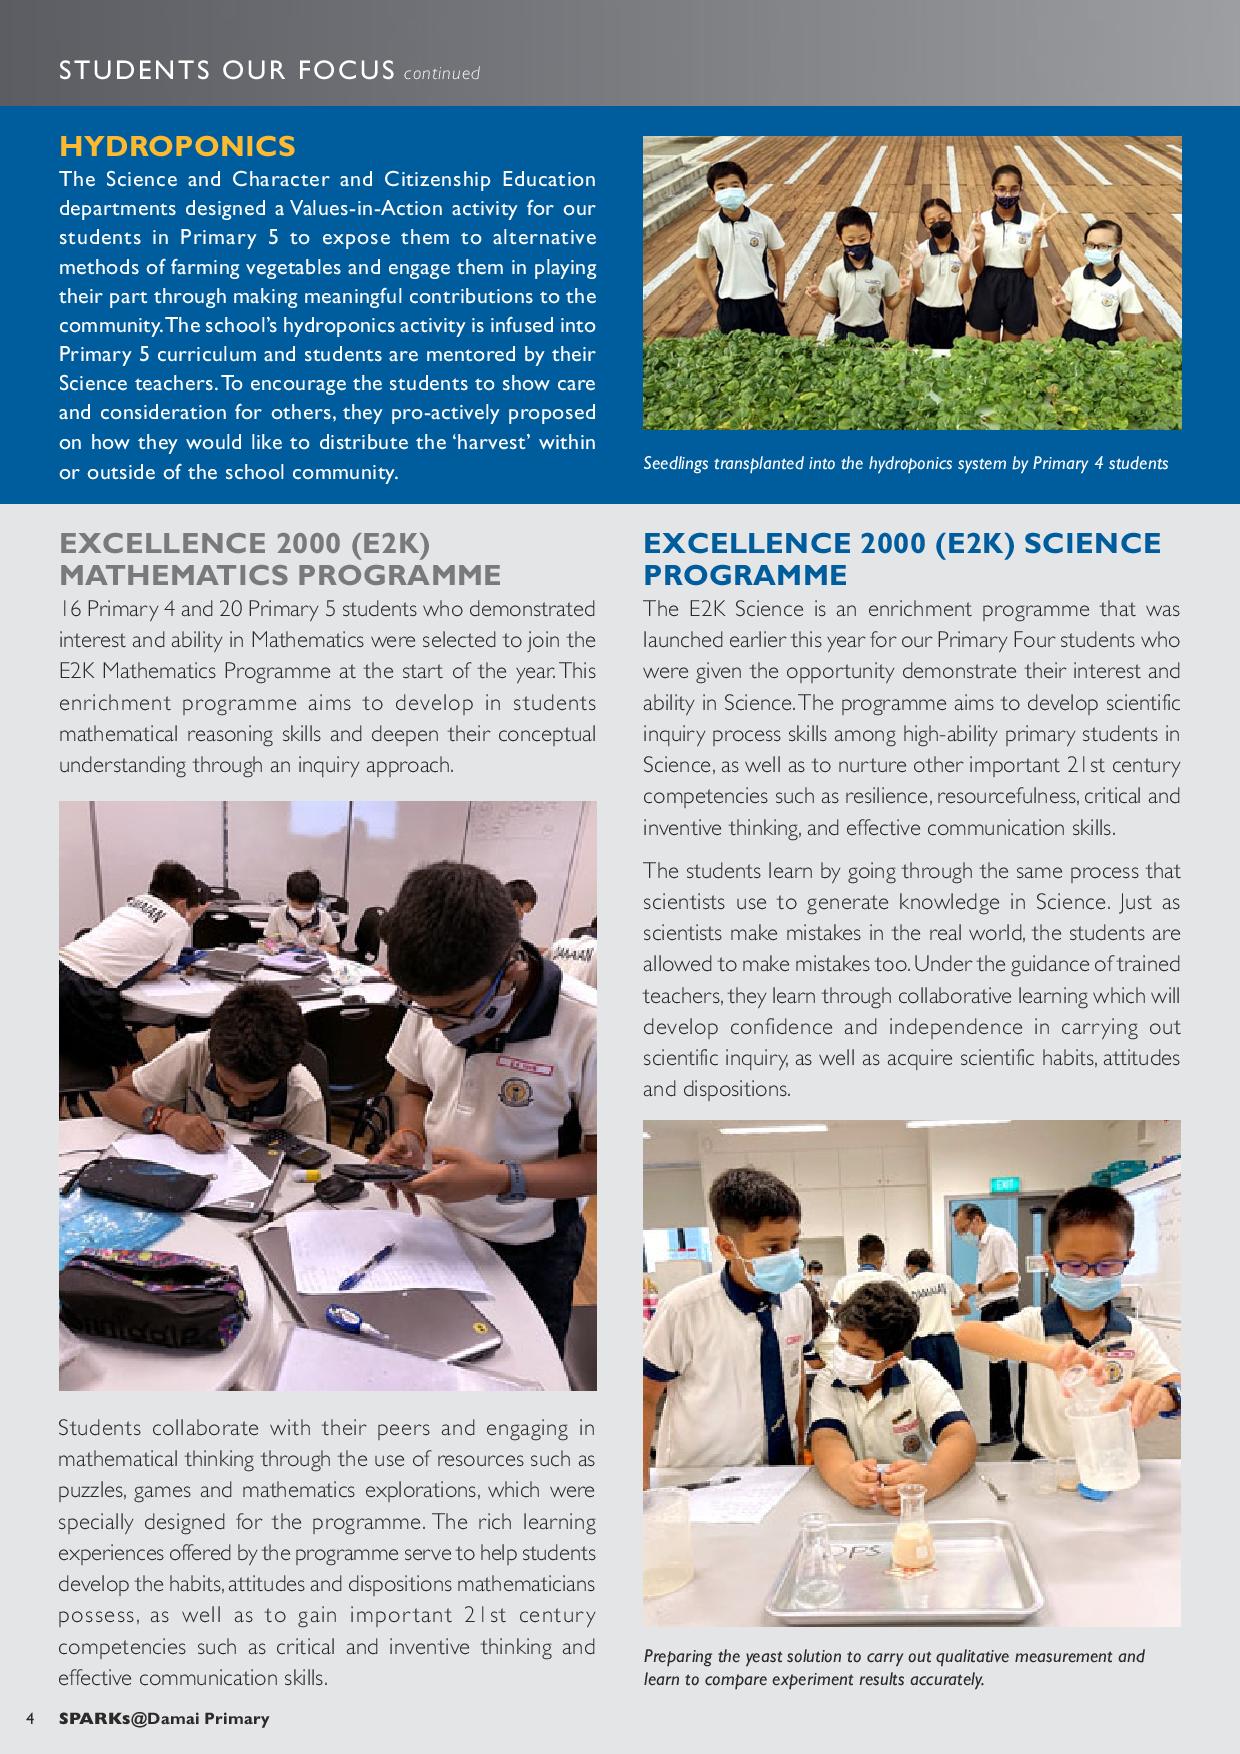 STUDENTS OUR FOCUS continued
HYDROPONICS
The Science and Character and Citizenship Education
departments designed a Values-in-Action activity for our
students in Primary 5 to expose them to alternative
methods of farming vegetables and engage them in playing
their part through making meaningful contributions to the
community. The school’s hydroponics activity is infused into
Primary 5 curriculum and students are mentored by their
Science teachers. To encourage the students to show care
and consideration for others, they pro-actively proposed
on how they would like to distribute the ‘harvest’ within
or outside of the school community.
Seedlings transplanted into the hydroponics system by Primary 4 students
EXCELLENCE 2000 (E2K)
MATHEMATICS PROGRAMME
16 Primary 4 and 20 Primary 5 students who demonstrated
interest and ability in Mathematics were selected to join the
E2K Mathematics Programme at the start of the year. This
enrichment programme aims to develop in students
mathematical reasoning skills and deepen their conceptual
understanding through an inquiry approach.
DAMAIAN
Students collaborate with their peers and engaging in
mathematical thinking through the use of resources such as
puzzles, games and mathematics explorations, which were
specially designed for the programme. The rich learning
experiences offered by the programme serve to help students
develop the habits, attitudes and dispositions mathematicians
possess, as well as to gain important 21st century
competencies such as critical and inventive thinking and
effective communication skills.
EXCELLENCE 2000 (E2K) SCIENCE
PROGRAMME
The E2K Science is an enrichment programme that was
launched earlier this year for our Primary Four students who
were given the opportunity demonstrate their interest and
ability in Science. The programme aims to develop scientific
inquiry process skills among high-ability primary students in
Science, as well as to nurture other important 21st century
competencies such as resilience, resourcefulness, critical and
inventive thinking, and effective communication skills.
The students learn by going through the same process that
scientists use to generate knowledge in Science. Just as
scientists make mistakes in the real world, the students are
allowed to make mistakes too. Under the guidance of trained
teachers, they learn through collaborative learning which will
develop confidence and independence in carrying out
scientific inquiry, as well as acquire scientific habits, attitudes
and dispositions.
EXIT
DAMAIAN
Preparing the yeast solution to carry out qualitative measurement and
learn to compare experiment results accurately.
4 SPARKs@Damai Primary